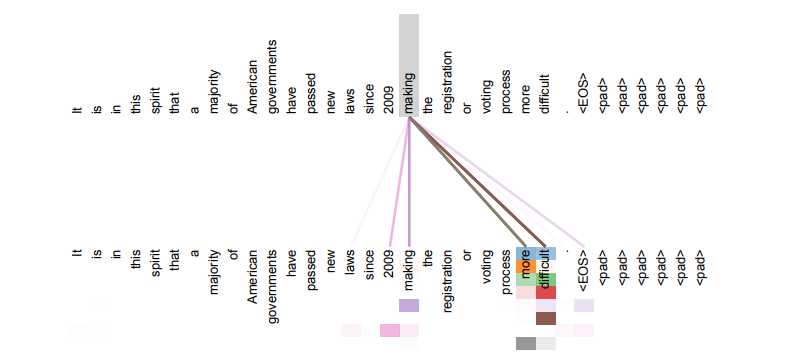 It is in this spirit that a majority of American governments have passed new laws since 2009 making the registration or voting process more difficult . <EOS> <pad> <pad> <pad> <pad> <pad> <pad>
It is in this spirit that a majority of American governments have passed new laws since 2009 making the registration or voting process more difficult . <EOS> <pad> <pad> <pad> <pad> <pad> <pad>